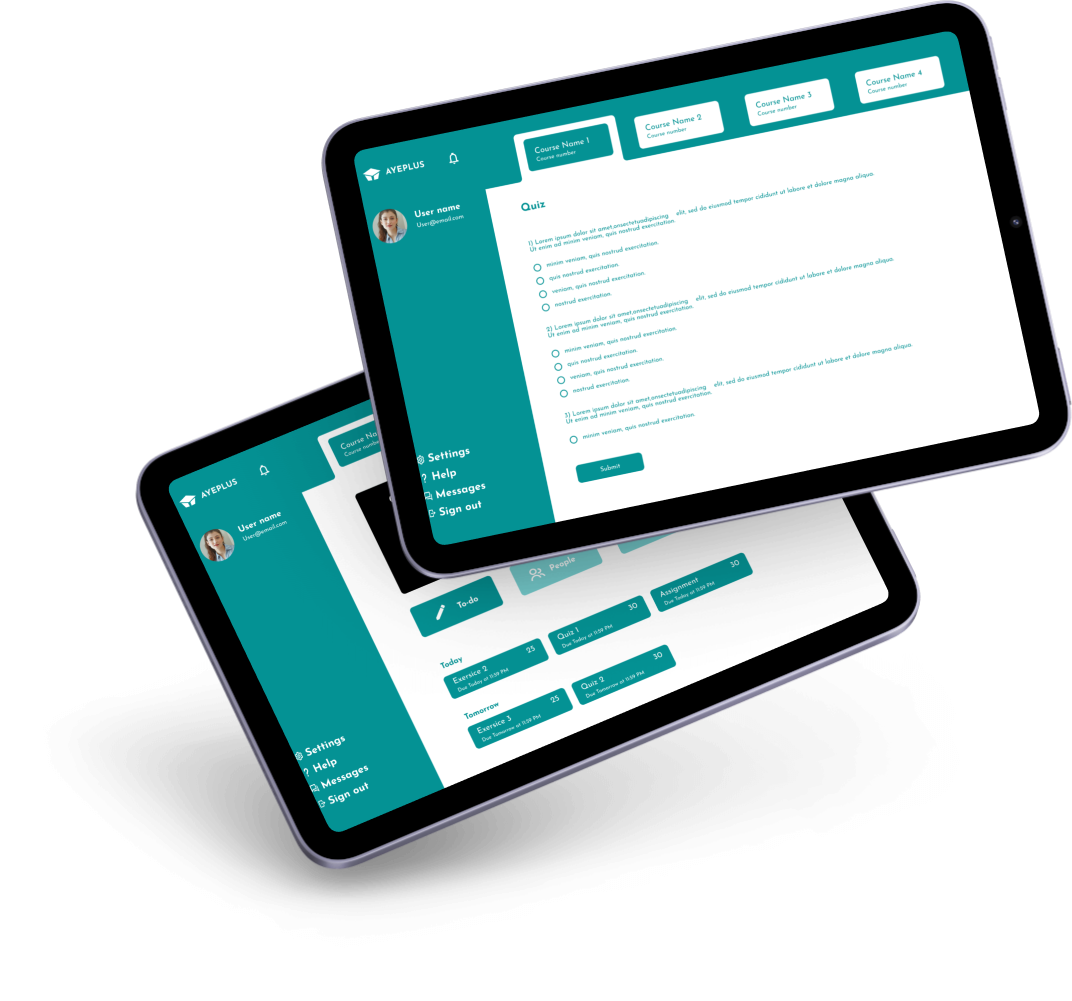 AYEPLUS
Course Name 1
Course number
Course Name 2
Course number
Course Name 3
Course number
Course Name 4
Course number
User name
User@email.com
Quiz
1) Lorem ipsum dolor sit amet,onsectetuadipiscing elit, sed do eiusmod tempor cididunt ut labore et dolore magna aliqua.
Ut enim ad minim veniam, quis nostrud exercitation.
minim veniam, quis nostrud exercitation.
quis nostrud exercitation.
veniam, quis nostrud exercitation.
nostrud exercitation.
2) Lorem ipsum dolor sit amet,onsectetuadipiscing elit, sed do eiusmod tempor cididunt ut labore et dolore magna aliqua.
Ut enim ad minim veniam, quis nostrud exercitation.
minim veniam, quis nostrud exercitation.
quis nostrud exercitation.
veniam, quis nostrud exercitation.
nostrud exercitation.
3) Lorem ipsum dolor sit amet,onsectetuadipiscing elit, sed do eiusmod tempor cididunt ut labore et dolore magna aliqua.
Ut enim ad minim veniam, quis nostrud exercitation.
minim veniam, quis nostrud exercitation.
Submit
Settings
Help
Messages
Sign out
AYEPLUS
Course Na
Course numbe
User name
User@email.com
To-do
People
Today
Exersice 2 25
Due Today at 11:59 PM
Quiz 1 30
Due Today at 11:59 PM
Assignment 30
Due Today at 11:59 PM
Tomorrow
Exersice 3 25
Due Tomorrow at 11:59 PM
Quiz 2 30
Due Tomorrow at 11:59 PM
Settings
Help
Messages
Sign out